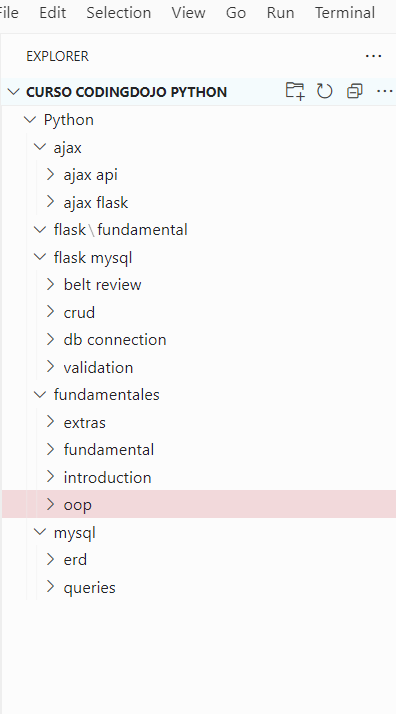 File Edit Selection View Go Run Terminal
EXPLORER
CURSO CODINGDOJO PYTHON
Python
ajax
ajax api
ajax flask
flask\fundamental
flask mysql
belt review
crud
db connection
validation
fundamentales
extras
fundamental
introduction
oop
mysql
erd
queries